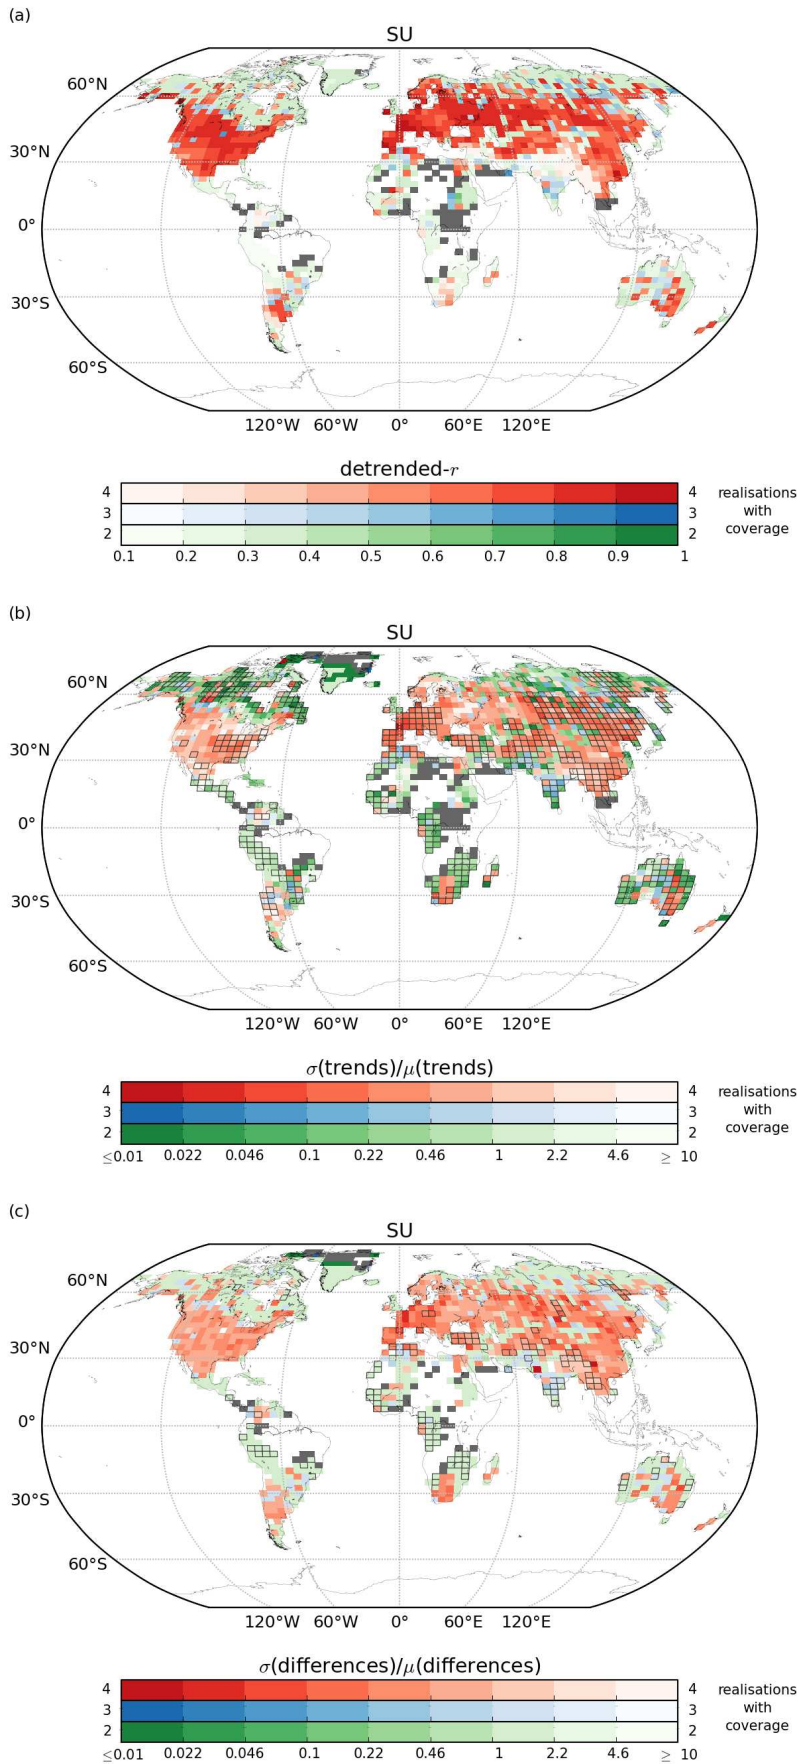 (a)
SU
60°N
30°N
0°
30°S
60°S
120°W 60°W 0° 60°E 120°E
detrended-r
4 4 realisations
3 3 with
2 2 coverage
0.1 0.2 0.3 0.4 0.5 0.6 0.7 0.8 0.9 1
(b)
SU
60°N
30°N
0°
30°S
60°S
120°W 60°W 0° 60°E 120°E
σ(trends)/μ(trends)
4 4 realisations
3 3 with
2 2 coverage
≤0.01 0.022 0.046 0.1 0.22 0.46 1 2.2 4.6 ≥ 10
(c)
SU
60°N
30°N
0°
30°S
60°S
120°W 60°W 0° 60°E 120°E
σ(differences)/μ(differences)
4 4 realisations
3 3 with
2 2 coverage
≤0.01 0.022 0.046 0.1 0.22 0.46 1 2.2 4.6 ≥ 10